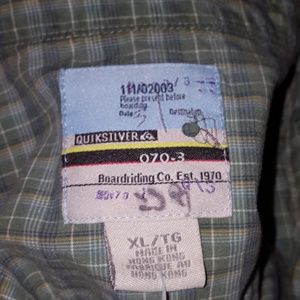 111/02003
Please present before
boarding.
Date Destination
QUIKSILVER
070-3
Boardriding Co. Est. 1970
XL/TG
MADE IN
HONG KONG
FABRIQUE AU
HONG KONG